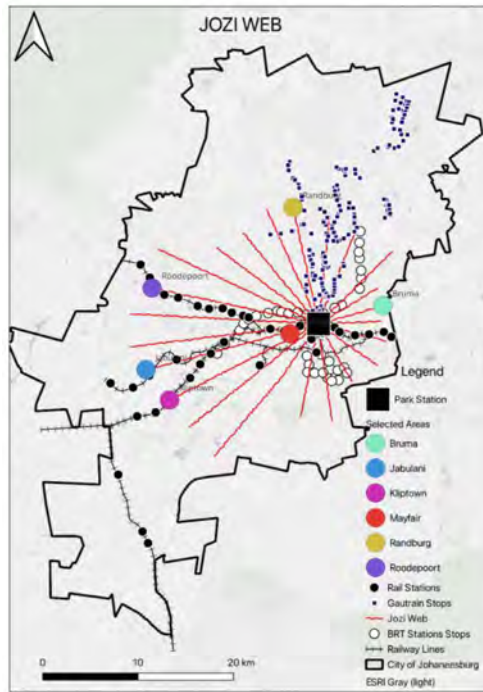 JOZI WEB
Randburg
Roodepoort
Bruma
Kliptown
Legend
Park Station
Selected Areas
Bruma
Jabulani
Kliptown
Mayfair
Randburg
Roodepoort
Rail Stations
Gautrain Stops
Jozi Web
BRT Stations Stops
Railway Lines
City of Johannesburg
ESRI Gray (light)
0 10 20 km